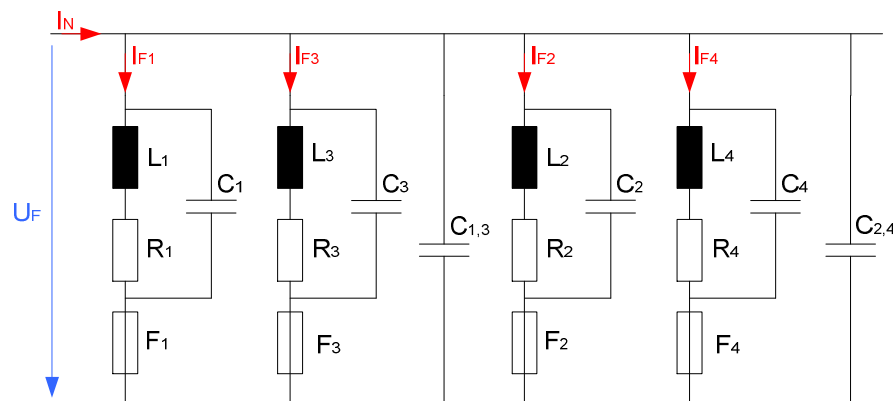 IN
IF1 IF3 IF2 IF4
L1 L3 L2 L4
C1 C3 C2 C4
UF
C1,3 C2,4
R1 R3 R2 R4
F1 F3 F2 F4